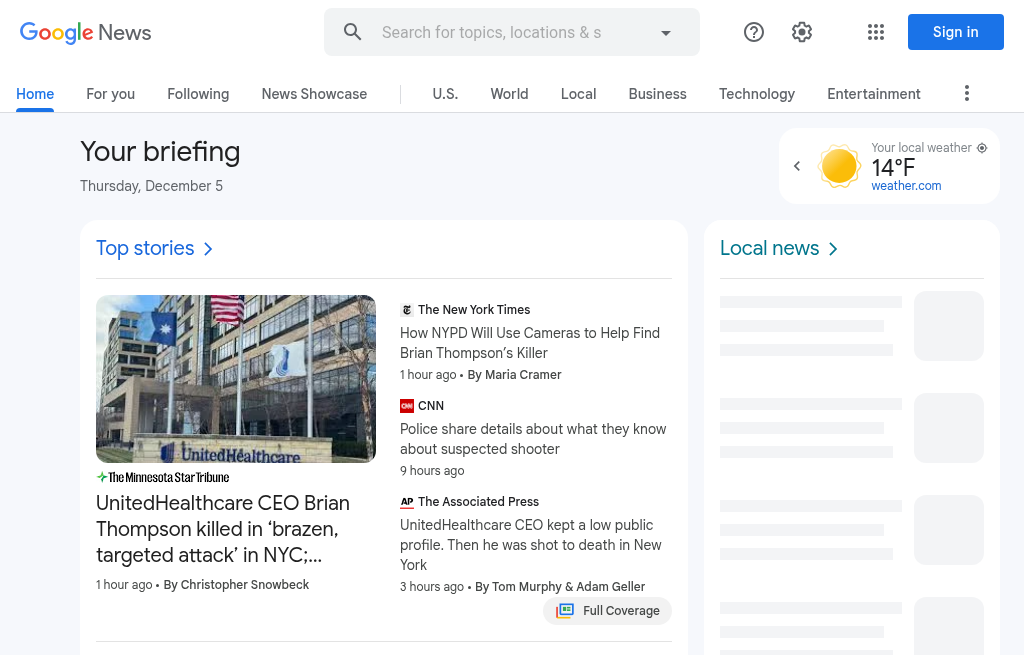 Google News
Search for topics, locations & s
Sign in
Home
For you
Following
News Showcase
U.S.
World
Local
Business
Technology
Entertainment
Your briefing
Thursday, December 5
Your local weather
14°F
weather.com
Top stories
UnitedHealthcare
The Minnesota Star Tribune
UnitedHealthcare CEO Brian
Thompson killed in ‘brazen,
targeted attack’ in NYC;...
1 hour ago • By Christopher Snowbeck
The New York Times
How NYPD Will Use Cameras to Help Find
Brian Thompson’s Killer
1 hour ago • By Maria Cramer
CNN CNN
Police share details about what they know
about suspected shooter
9 hours ago
AP The Associated Press
UnitedHealthcare CEO kept a low public
profile. Then he was shot to death in New
York
3 hours ago • By Tom Murphy & Adam Geller
Full Coverage
Local news